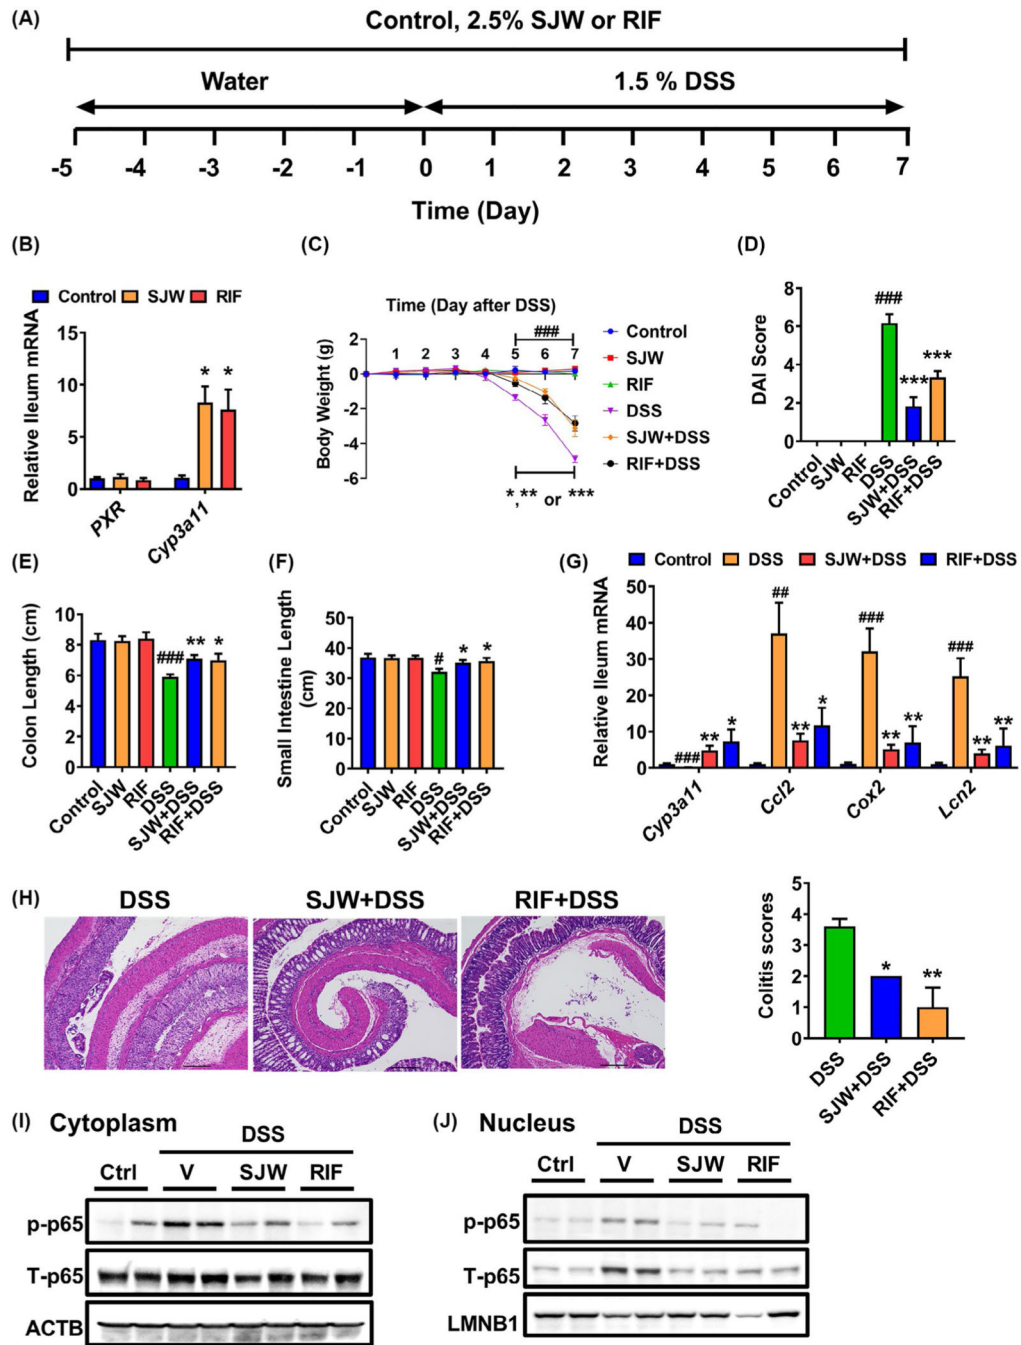 (A)
Control, 2.5% SJW or RIF
Water
1.5 % DSS
-5 -4 -3 -2 -1 0 1 2 3 4 5 6 7
Time (Day)
(B)
Control SJW RIF
Relative Ileum mRNA
15
10
5
0
* *
PXR
Cyp3a11
(C)
Time (Day after DSS)
###
Body Weight (g)
2
0
-2
-4
-6
1 2 3 4 5 6 7
*,** or ***
Control
SJW
RIF
DSS
SJW+DSS
RIF+DSS
(D)
DAI Score
8
6
4
2
0
###
***
***
Control
SJW
RIF
DSS
SJW+DSS
RIF+DSS
(E)
Colon Length (cm)
10
8
6
4
2
0
###
**
*
Control
SJW
RIF
DSS
SJW+DSS
RIF+DSS
(F)
Small Intestine Length
(cm)
50
40
30
20
10
0
#
*
*
Control
SJW
RIF
DSS
SJW+DSS
RIF+DSS
(G)
Control DSS SJW+DSS RIF+DSS
Relative Ileum mRNA
50
40
30
20
10
0
### ** *
## ** *
### ** **
### ** **
Cyp3a11
Ccl2
Cox2
Lcn2
(H)
DSS
SJW+DSS
RIF+DSS
Colitis scores
5
4
3
2
1
0
*
**
DSS
SJW+DSS
RIF+DSS
(I) Cytoplasm
DSS
Ctrl V SJW RIF
p-p65
T-p65
ACTB
(J) Nucleus
DSS
Ctrl V SJW RIF
p-p65
T-p65
LMNB1